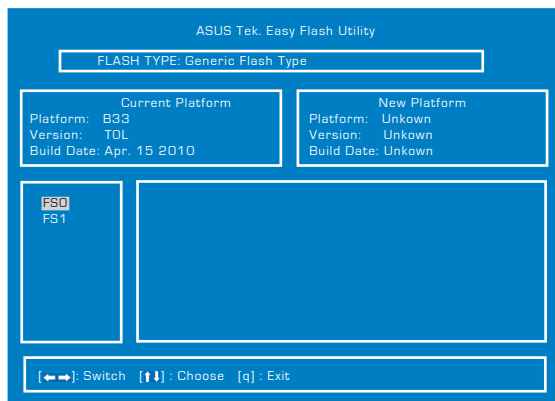 ASUS Tek. Easy Flash Utility
FLASH TYPE: Generic Flash Type
Current Platform
Platform: B33
Version: TOL
Build Date: Apr. 15 2010
New Platform
Platform: Unkown
Version: Unkown
Build Date: Unkown
FS0
FS1
[←→]: Switch [↑↓] : Choose [q] : Exit